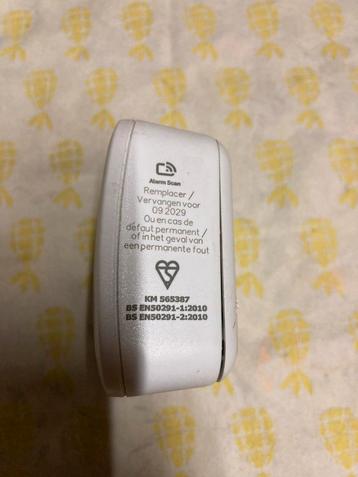 Alarm Scan
Remplacer /
Vervangen voor
09.2029
Ou en cas de
défaut permanent /
of in het geval van
een permanente fout
KM 565387
BS EN50291-1:2010
BS EN50291-2:2010